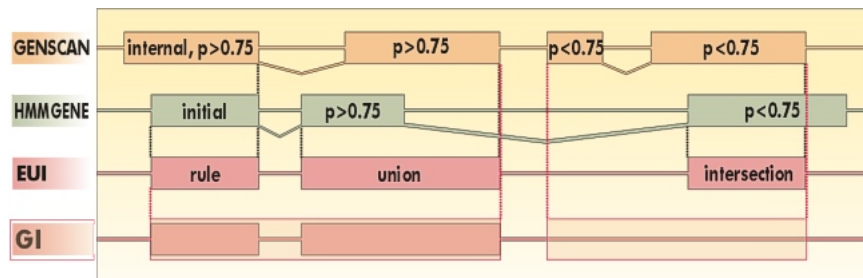 GENSCAN internal, p>0.75 p>0.75 p<0.75 p<0.75
HMMGENE initial p>0.75 p<0.75
EUI rule union intersection
GI